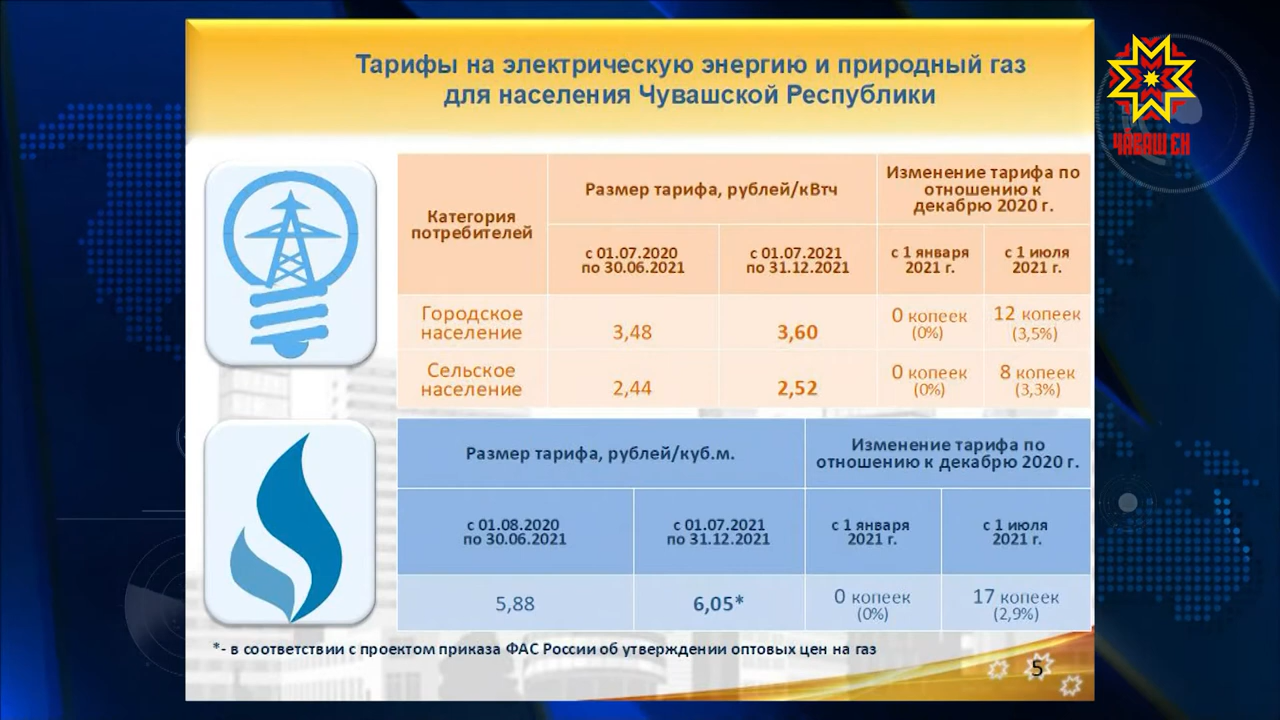 Тарифы на электрическую энергию и природный газ
для населения Чувашской Республики
ЧӐВАШ ЕН
Категория
потребителей
Размер тарифа, рублей/кВтч
Изменение тарифа по
отношению к
декабрю 2020 г.
с 01.07.2020
по 30.06.2021
с 01.07.2021
по 31.12.2021
с 1 января
2021 г.
с 1 июля
2021 г.
Городское
население
3,48
3,60
0 копеек
(0%)
12 копеек
(3,5%)
Сельское
население
2,44
2,52
0 копеек
(0%)
8 копеек
(3,3%)
Размер тарифа, рублей/куб.м.
Изменение тарифа по
отношению к декабрю 2020 г.
с 01.08.2020
по 30.06.2021
с 01.07.2021
по 31.12.2021
с 1 января
2021 г.
с 1 июля
2021 г.
5,88
6,05*
0 копеек
(0%)
17 копеек
(2,9%)
*- в соответствии с проектом приказа ФАС России об утверждении оптовых цен на газ
5